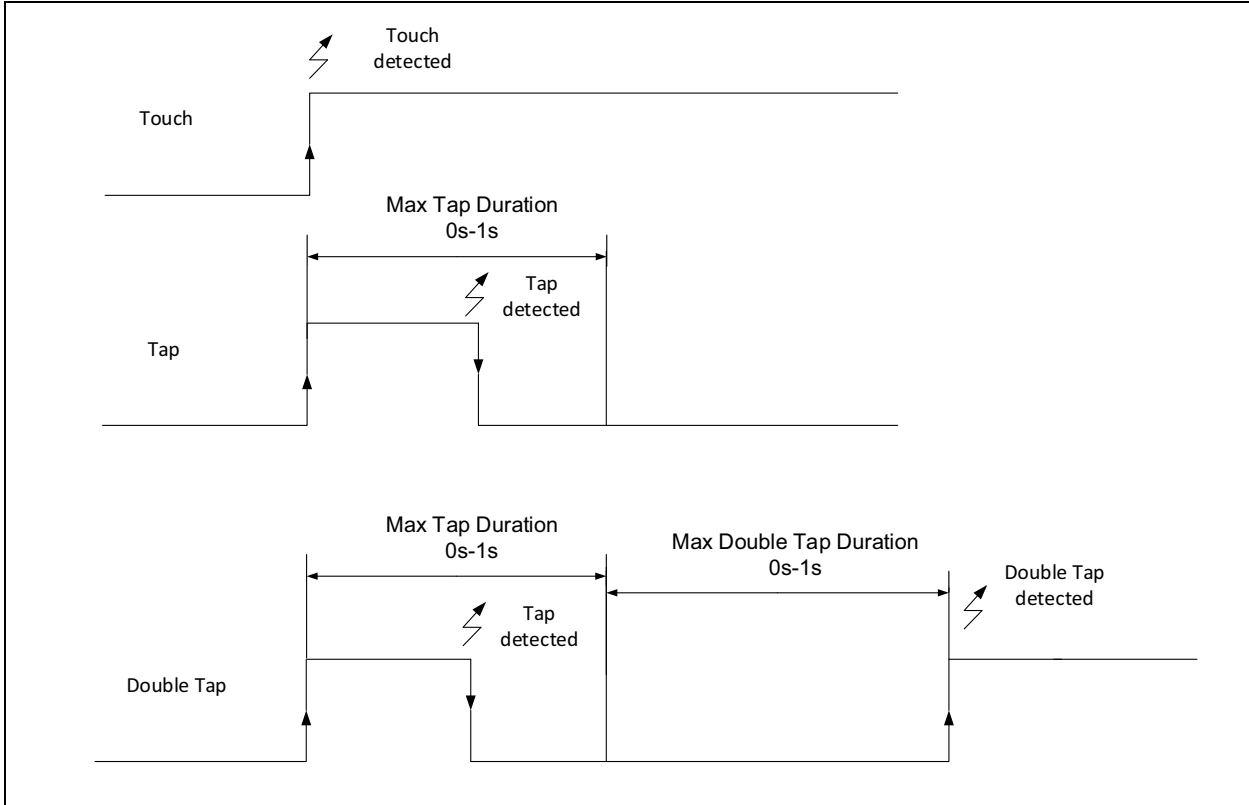 Touch
detected
Touch
Max Tap Duration
0s-1s
Tap
detected
Tap
Max Tap Duration
0s-1s
Max Double Tap Duration
0s-1s
Tap
detected
Double Tap
detected
Double Tap